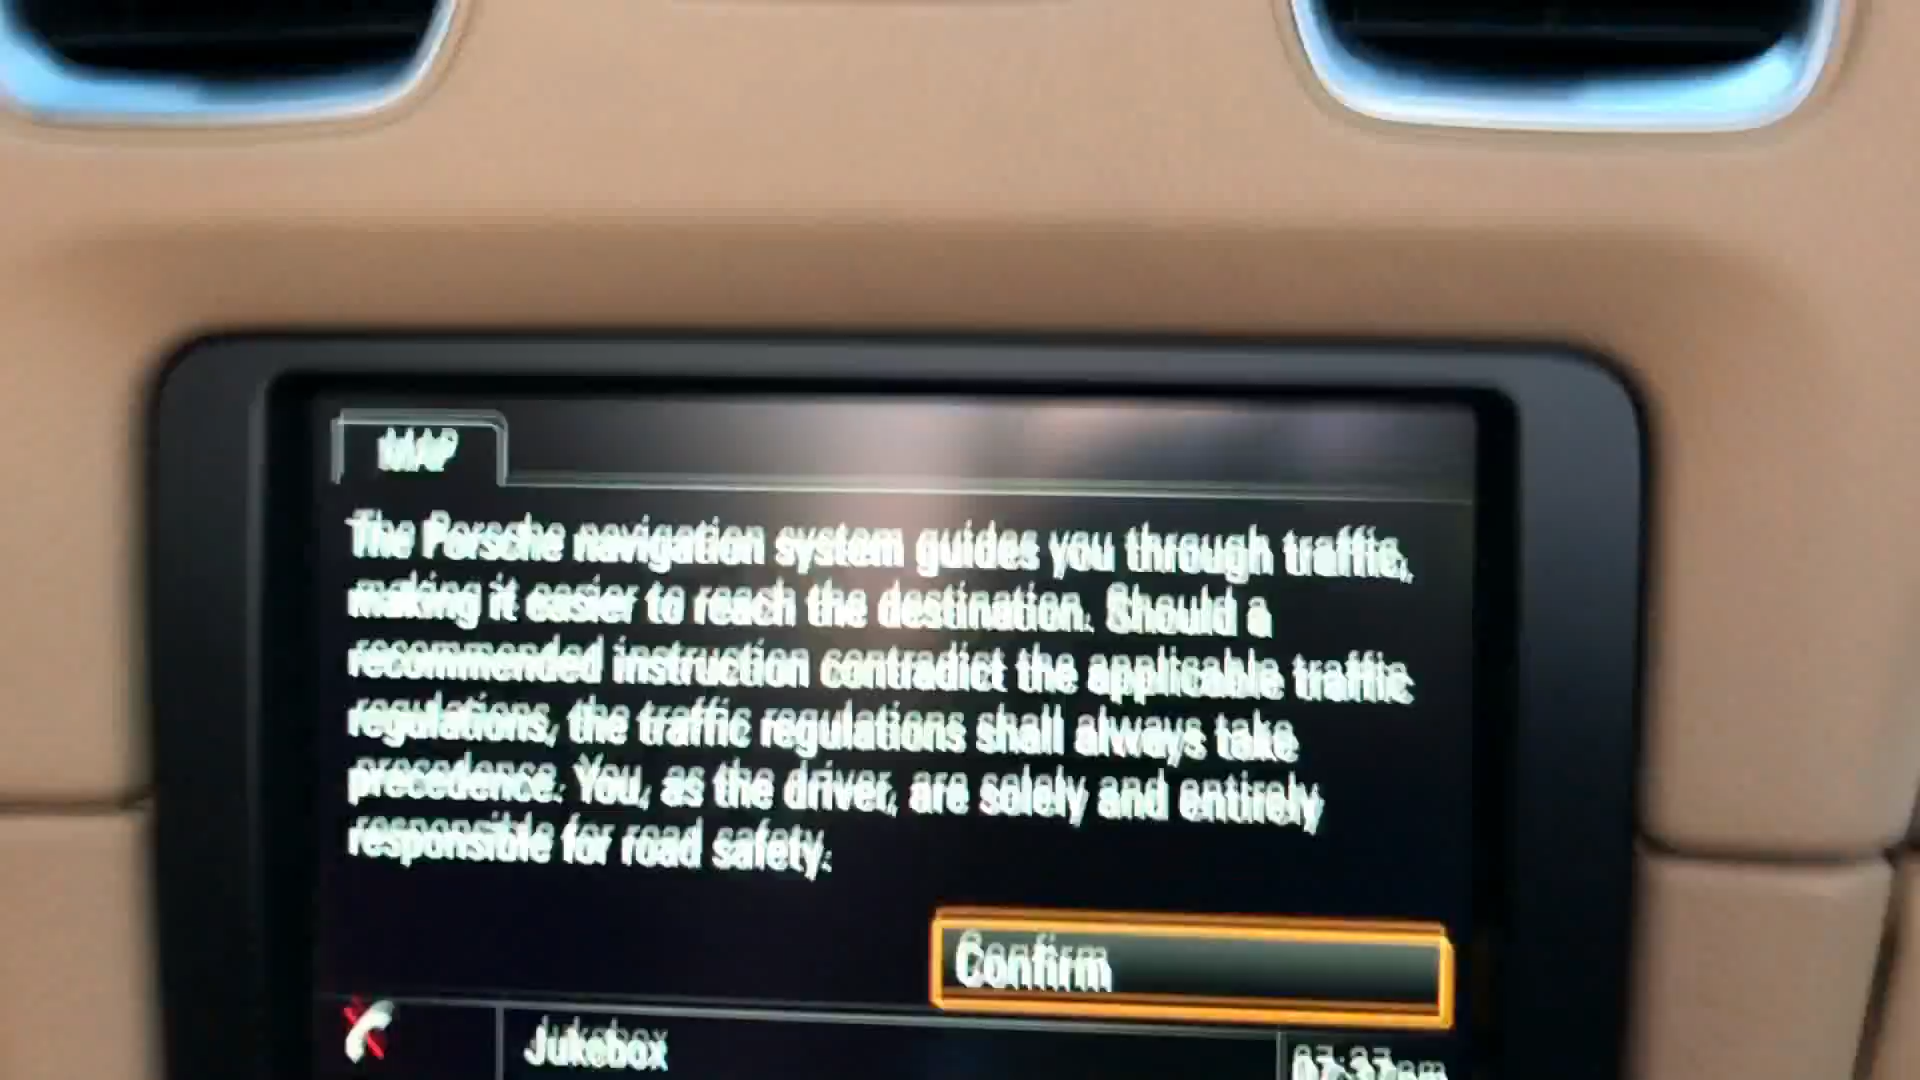 MAP
The Porsche navigation system guides you through traffic,
making it easier to reach the destination. Should a
recommended instruction contradict the applicable traffic
regulations, the traffic regulations shall always take
precedence. You, as the driver, are solely and entirely
responsible for road safety.
Confirm
Jukebox
07:37pm